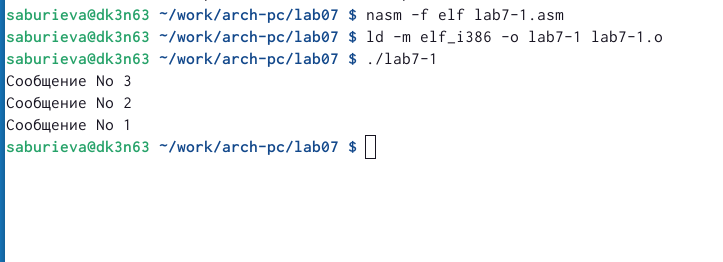 saburieva@dk3n63 ~/work/arch-pc/lab07 $ nasm -f elf lab7-1.asm
saburieva@dk3n63 ~/work/arch-pc/lab07 $ ld -m elf_i386 -o lab7-1 lab7-1.o
saburieva@dk3n63 ~/work/arch-pc/lab07 $ ./lab7-1
Сообщение No 3
Сообщение No 2
Сообщение No 1
saburieva@dk3n63 ~/work/arch-pc/lab07 $